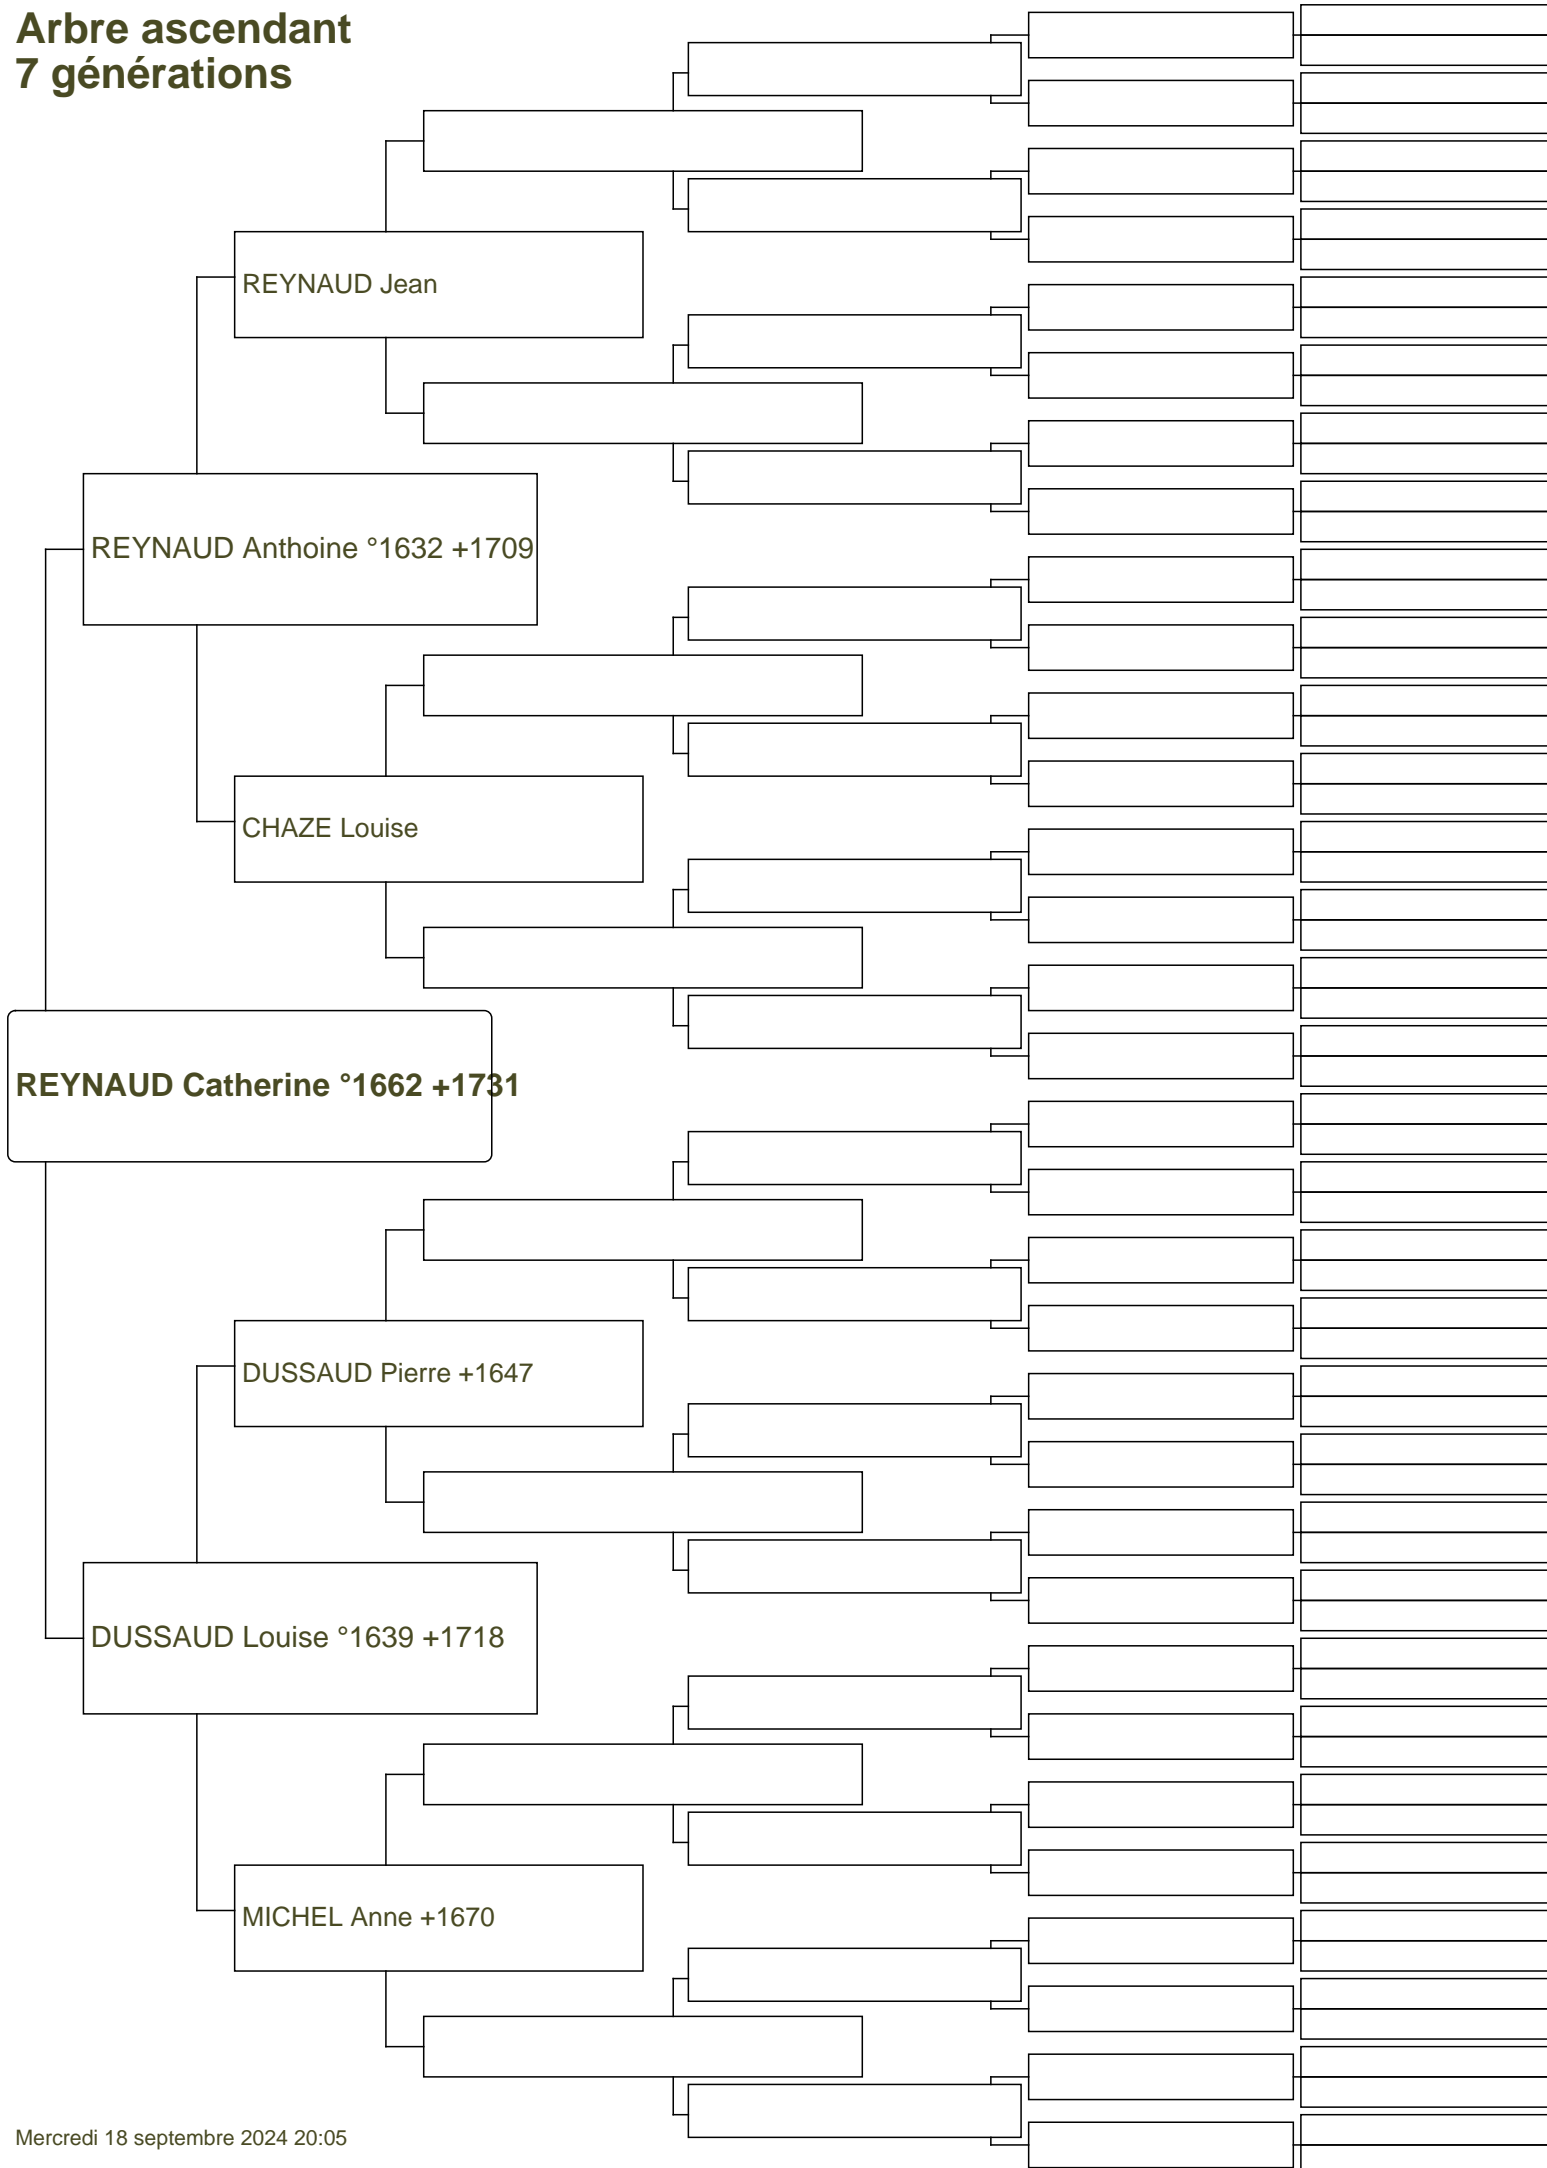 Arbre ascendant
7 générations
REYNAUD Jean
REYNAUD Anthoine °1632 +1709
CHAZE Louise
REYNAUD Catherine °1662 +1731
DUSSAUD Pierre +1647
DUSSAUD Louise °1639 +1718
MICHEL Anne +1670
Mercredi 18 septembre 2024 20:05